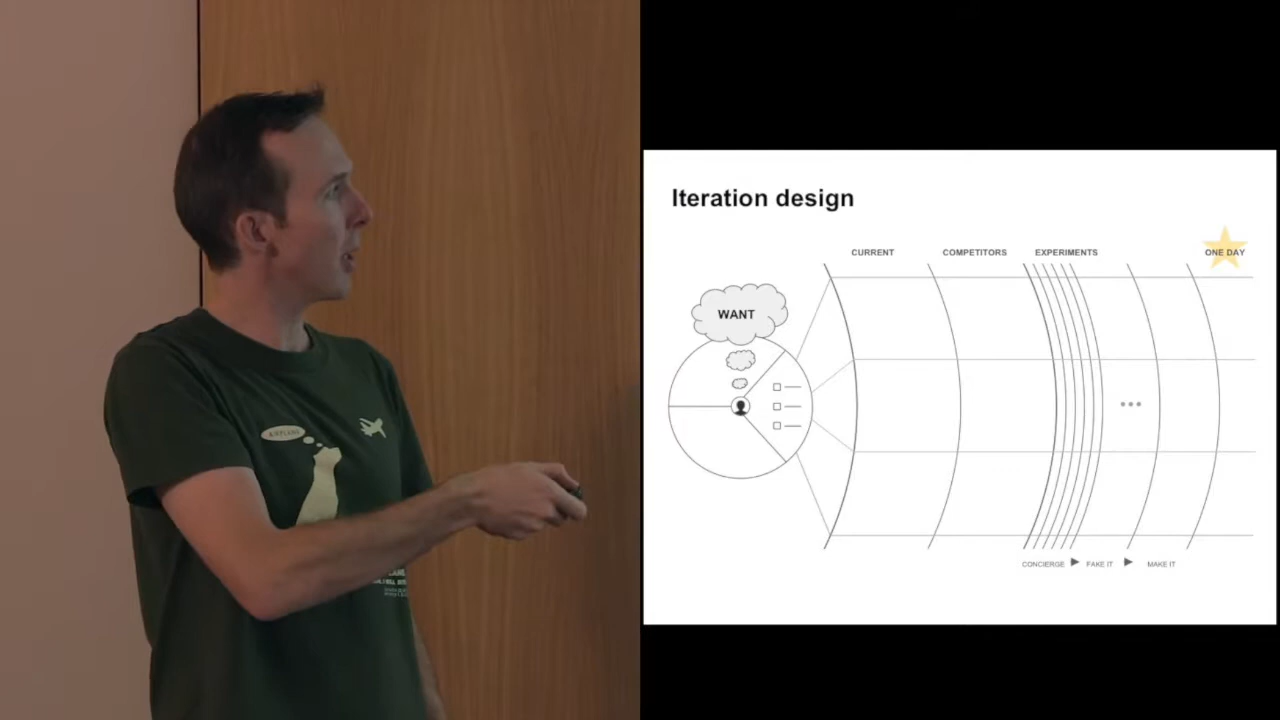 Iteration design
CURRENT
COMPETITORS
EXPERIMENTS
ONE DAY
WANT
CONCIERGE
FAKE IT
MAKE IT
AIRPLANE